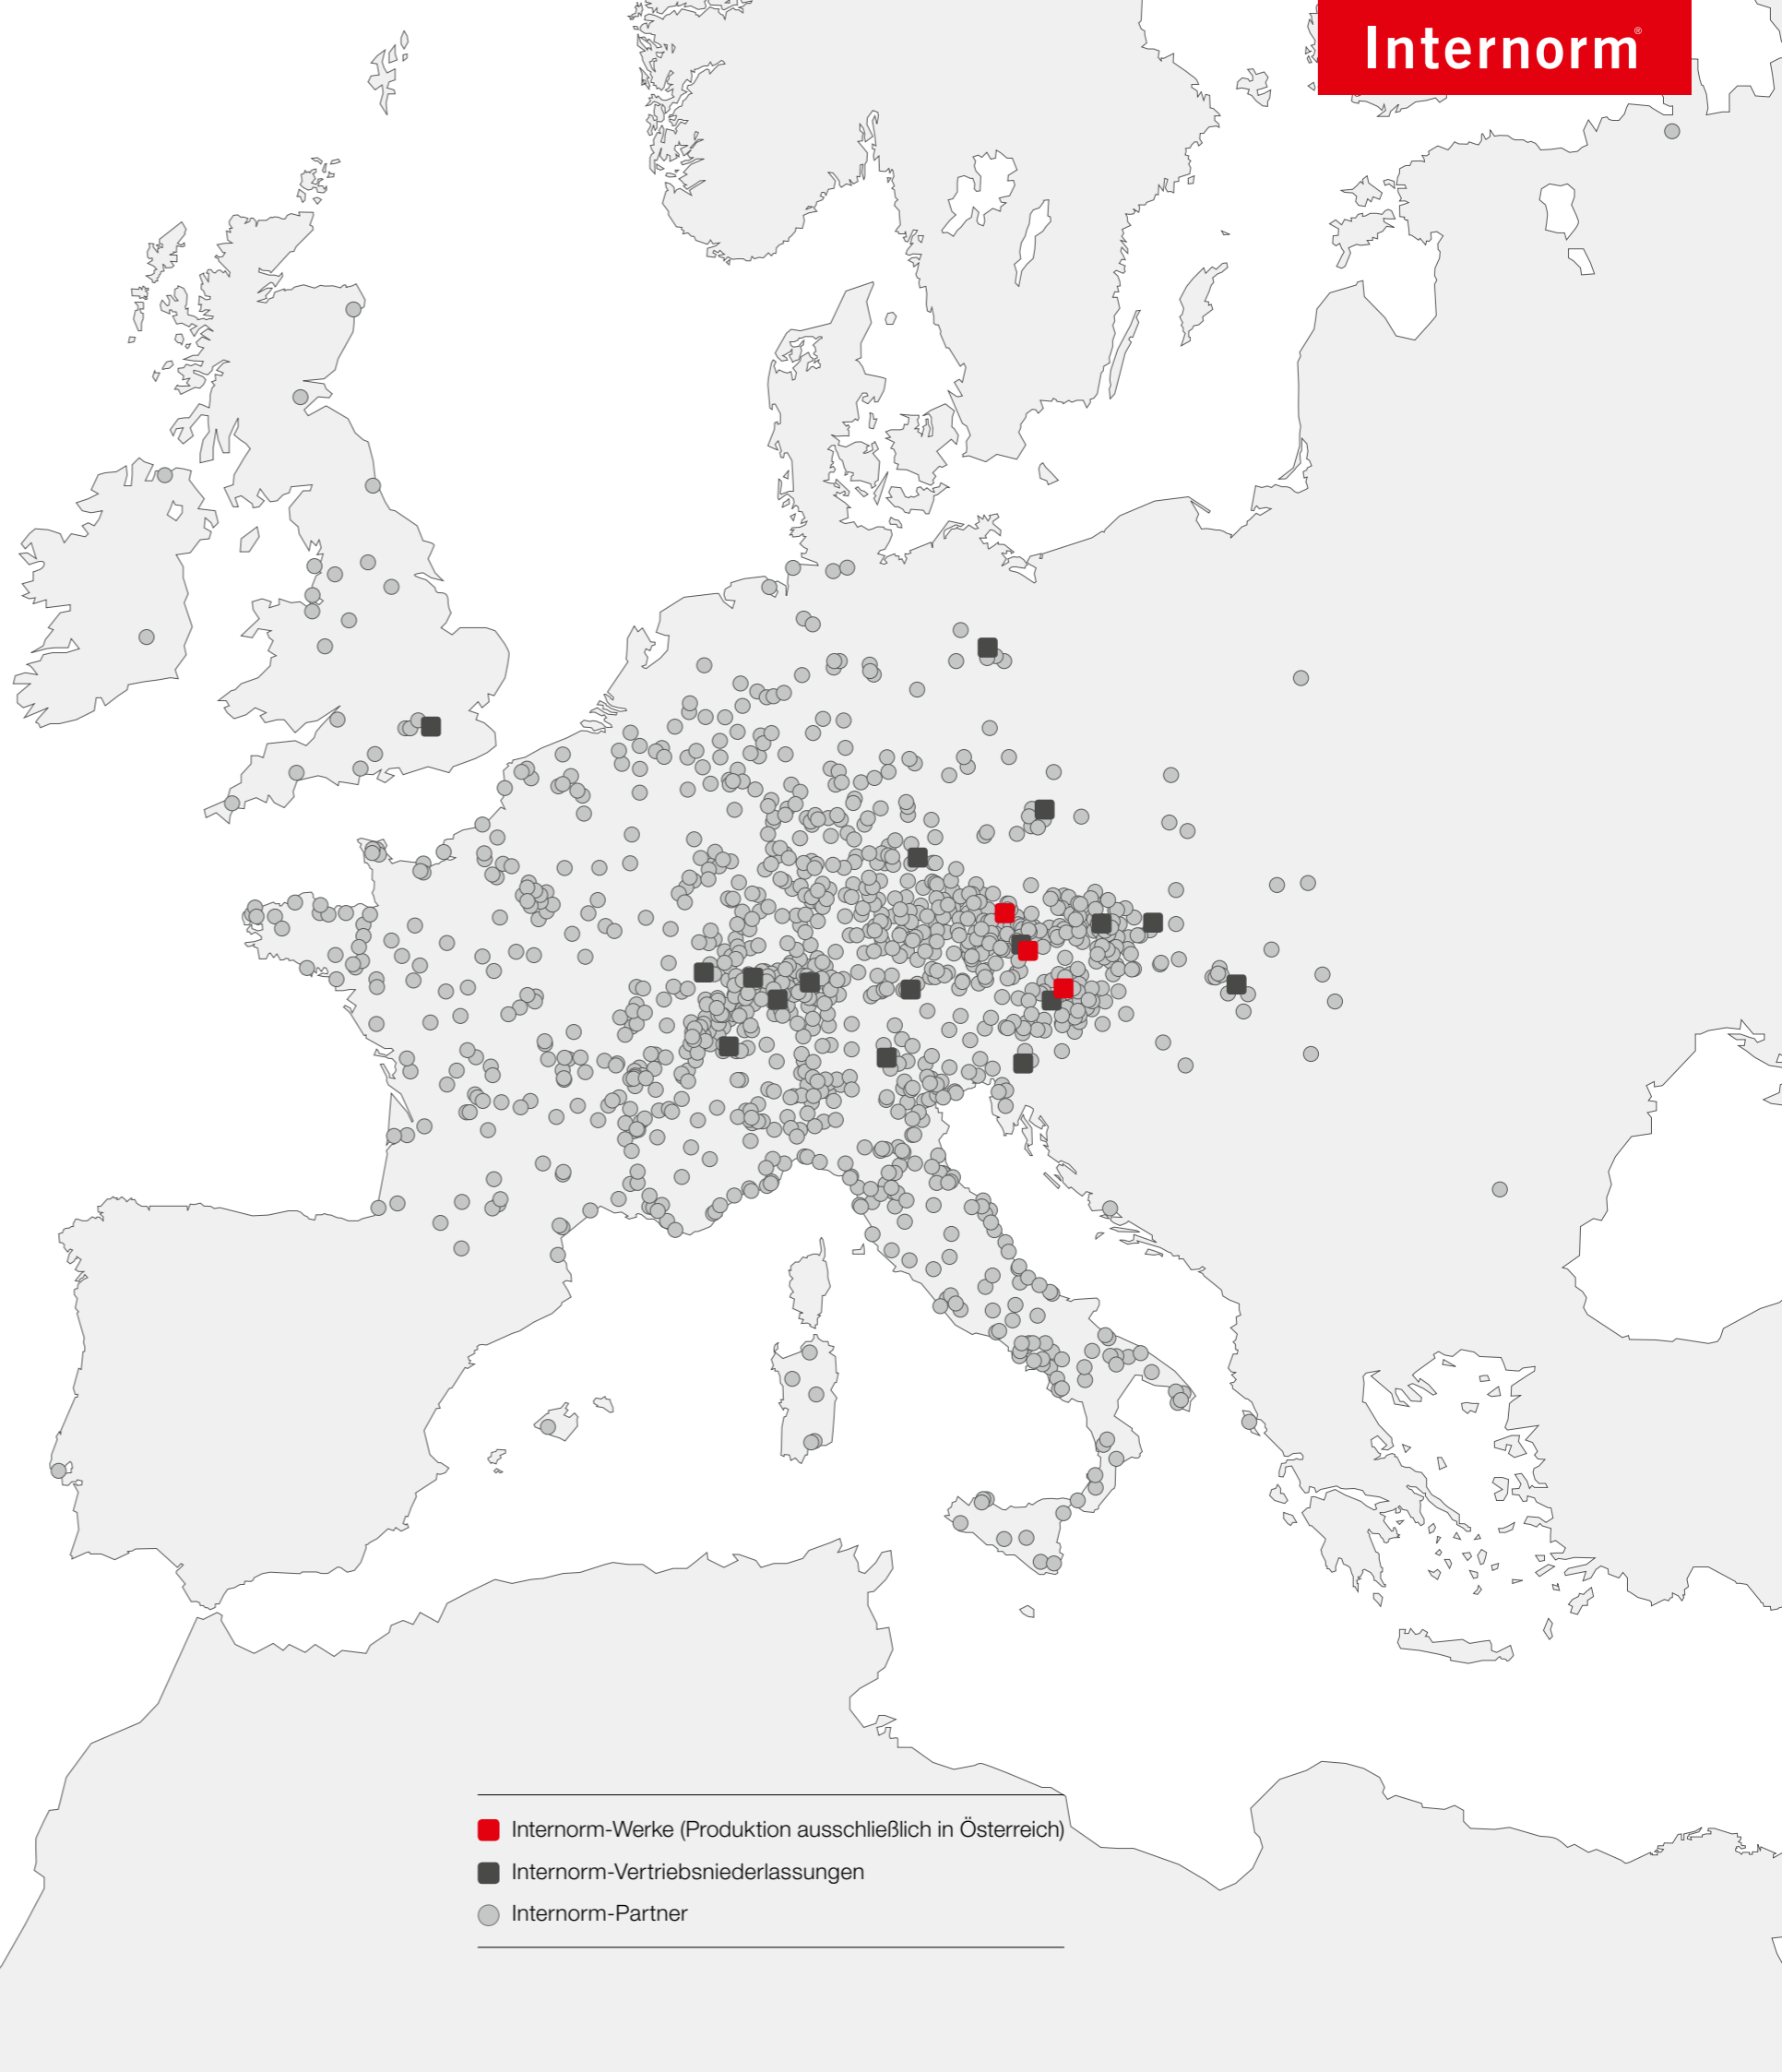 Internorm®
Internorm-Werke (Produktion ausschließlich in Österreich)
Internorm-Vertriebsniederlassungen
Internorm-Partner